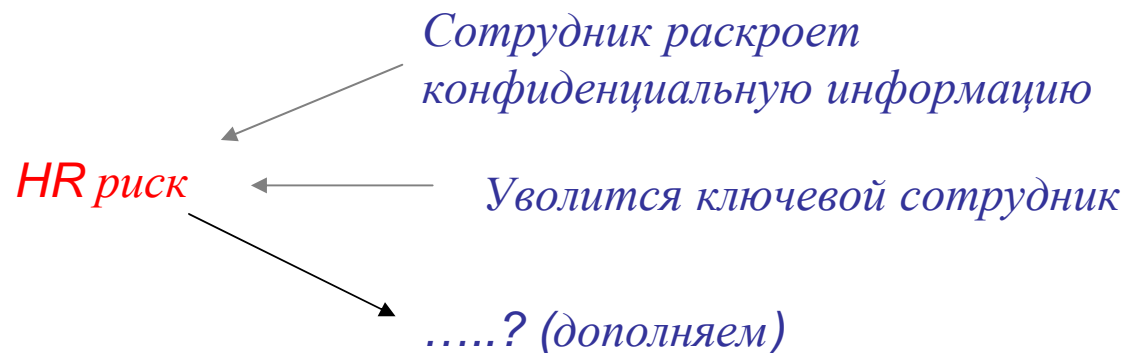 Сотрудник раскроет
конфиденциальную информацию
HR риск
Уволится ключевой сотрудник
.....? (дополняем)